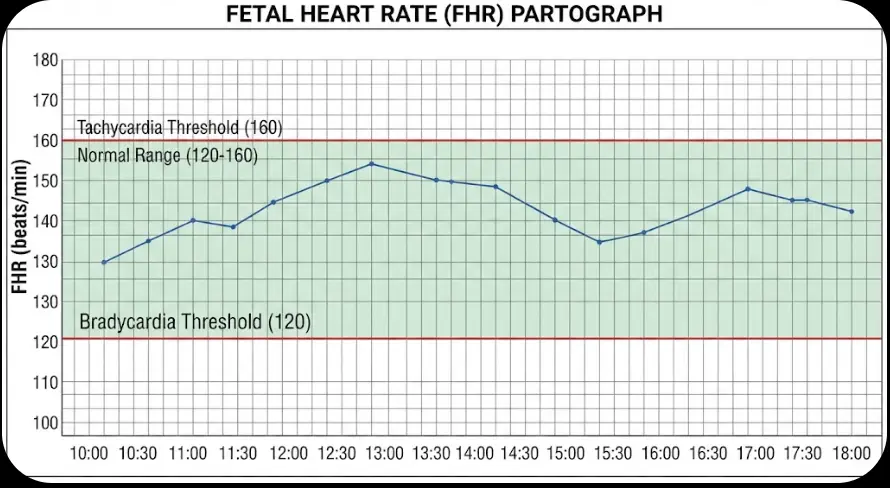 FETAL HEART RATE (FHR) PARTOGRAPH
180
170
Tachycardia Threshold (160)
160
Normal Range (120-160)
150
140
130
130
Bradycardia Threshold (120)
120
110
100
FHR (beats/min)
10:00 10:30 11:00 11:30 12:00 12:30 13:00 13:30 14:00 14:30 15:00 15:30 16:00 16:30 17:00 17:30 18:00